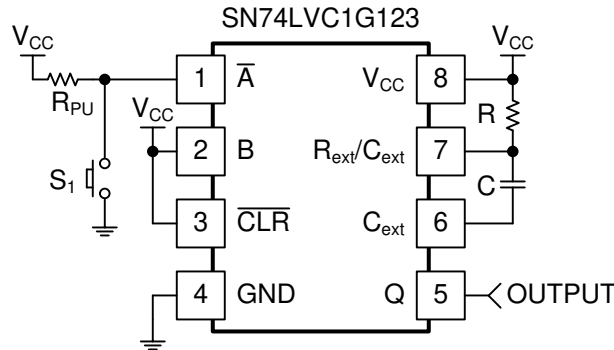 SN74LVC1G123
VCC
RPU
S1
VCC
1 A
2 B
3 CLR
4 GND
VCC 8
Rext/Cext 7
Cext 6
Q 5
VCC
R
C
OUTPUT